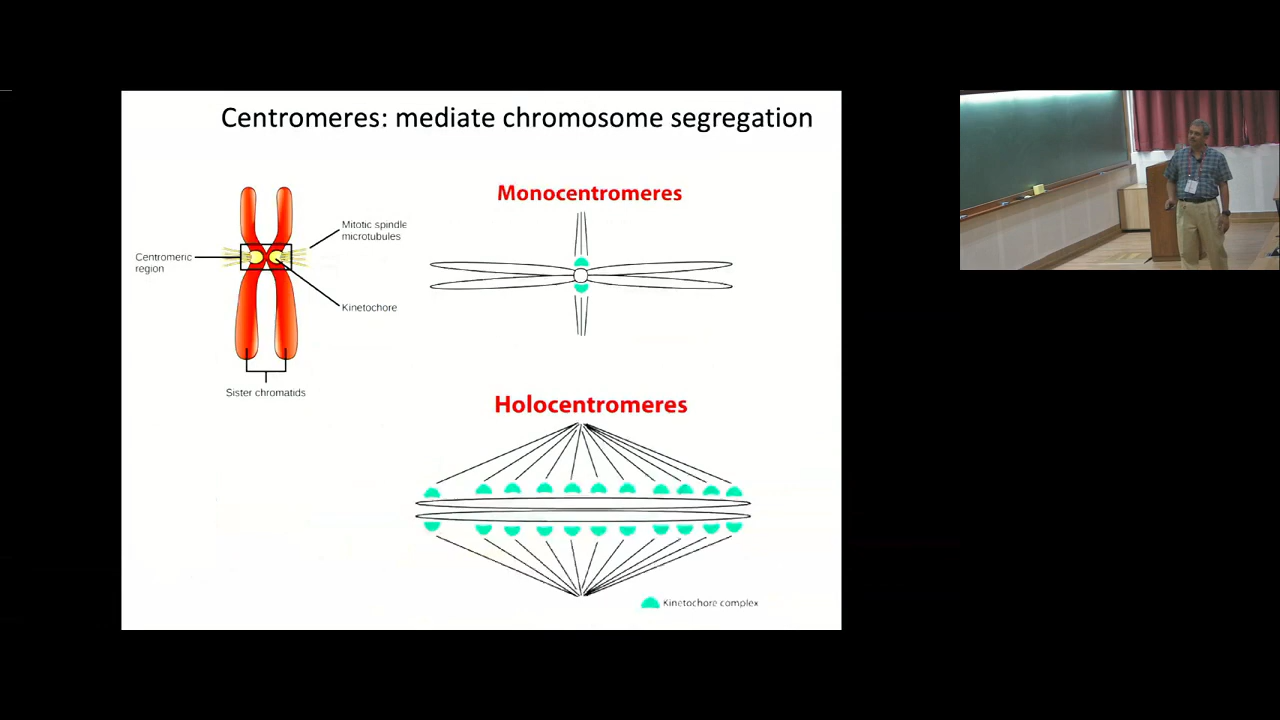 Centromeres: mediate chromosome segregation
Mitotic spindle
microtubules
Centromeric
region
Kinetochore
Sister chromatids
Monocentromeres
Holocentromeres
Kinetochore complex